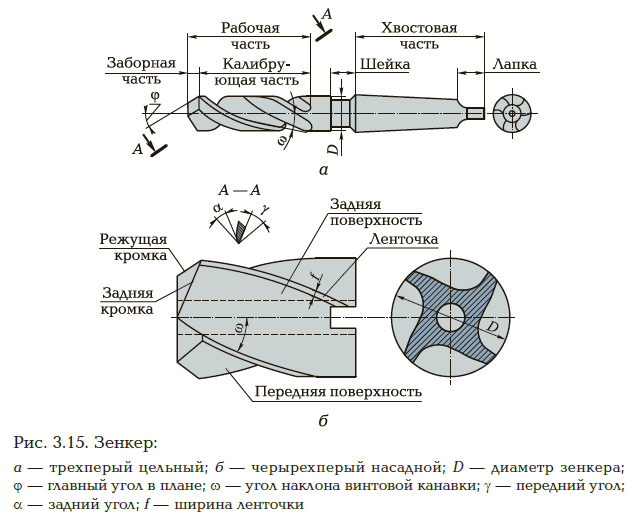 А
Рабочая
часть
Хвостовая
часть
Заборная
часть
Калибру-
ющая часть
Шейка
Лапка
φ
А
ω
D
а
А — А
α
γ
Задняя
поверхность
Ленточка
Режущая
кромка
f
Задняя
кромка
ω
D
Передняя поверхность
б
Рис. 3.15. Зенкер:
а — трехперый цельный; б — черырехперый насадной; D — диаметр зенкера;
φ — главный угол в плане; ω — угол наклона винтовой канавки; γ — передний угол;
α — задний угол; f — ширина ленточки